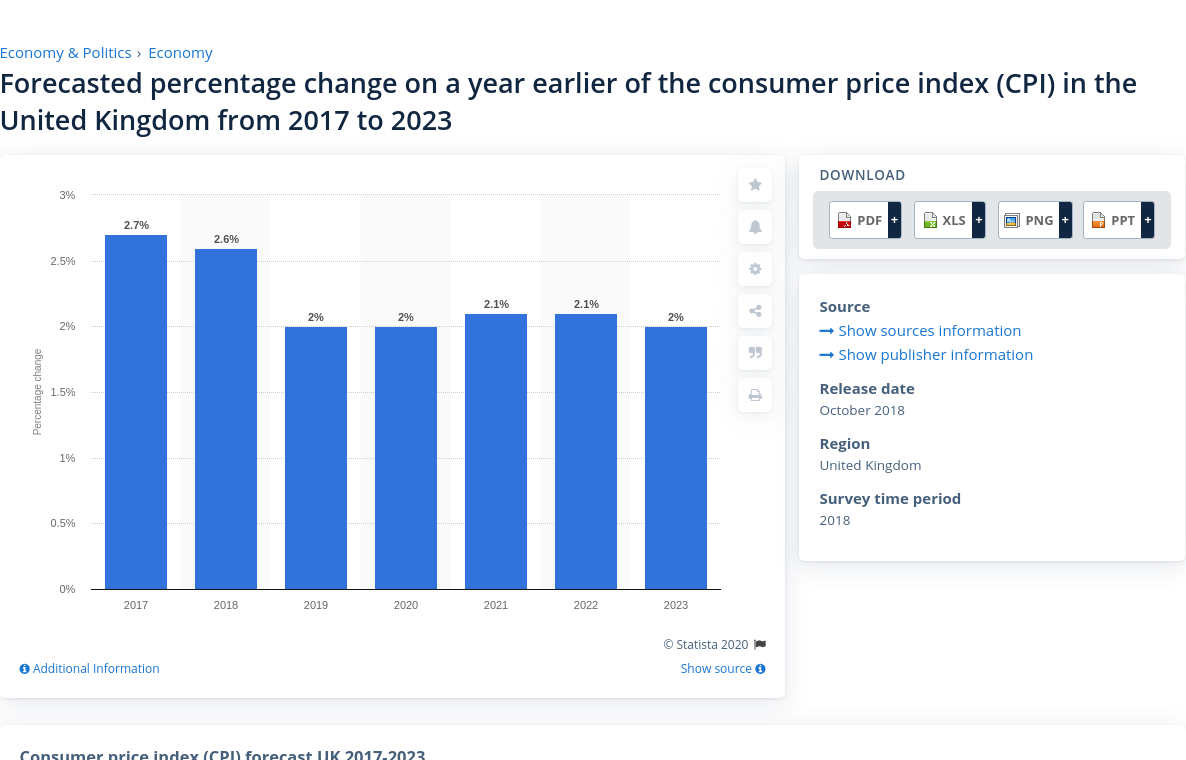 Economy & Politics › Economy
Forecasted percentage change on a year earlier of the consumer price index (CPI) in the
United Kingdom from 2017 to 2023
3%
2.5%
2%
1.5%
1%
0.5%
0%
Percentage change
2.7%
2.6%
2%
2%
2.1%
2.1%
2%
2017
2018
2019
2020
2021
2022
2023
© Statista 2020
Additional Information
Show source
DOWNLOAD
PDF +
XLS +
PNG +
PPT +
Source
Show sources information
Show publisher information
Release date
October 2018
Region
United Kingdom
Survey time period
2018
Consumer price index (CPI) forecast UK 2017-2023